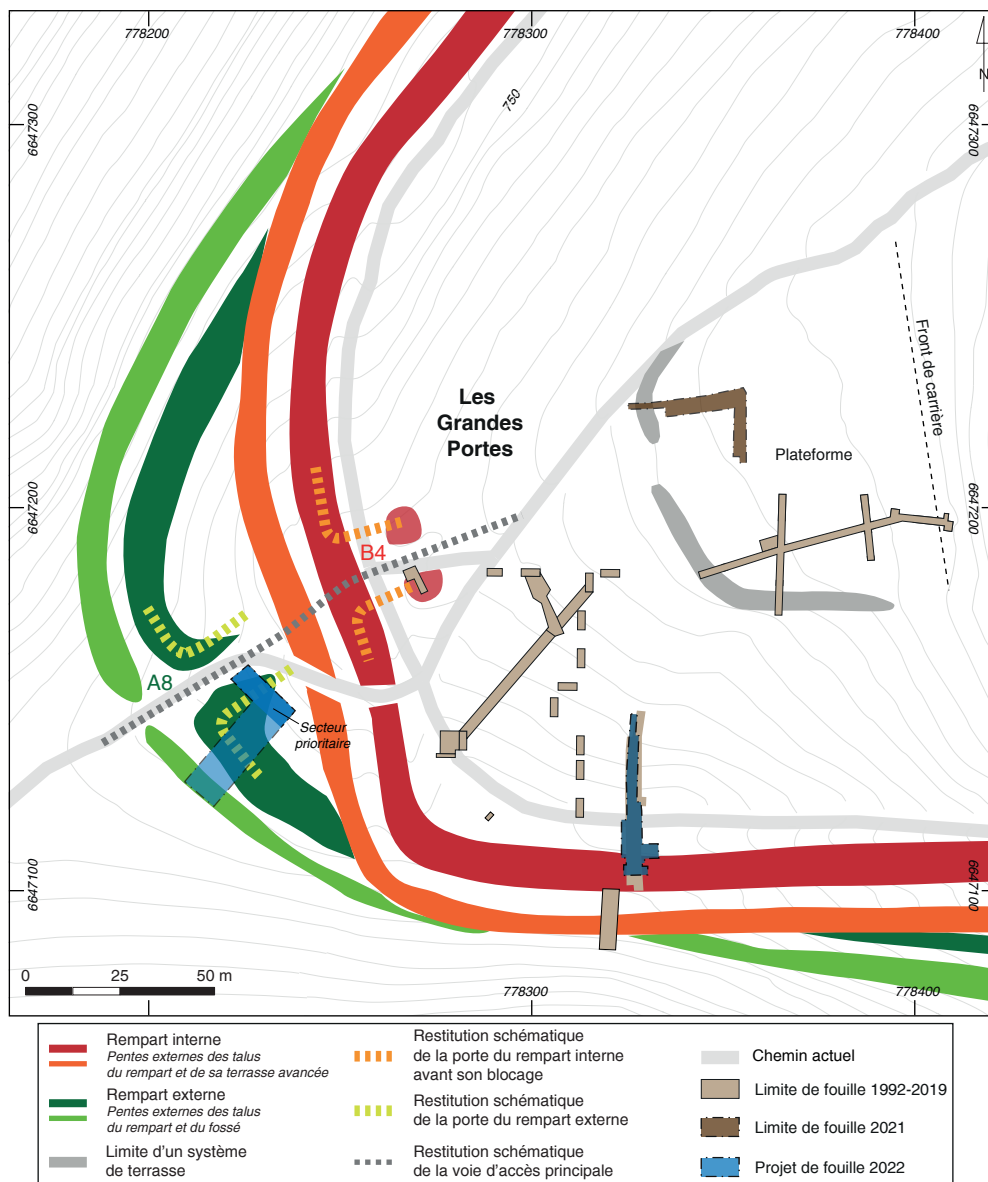 778200
778300
778400
N
750
6647300
6647300
Front de carrière
Les
Grandes
Portes
Plateforme
6647200
6647200
B4
A8
Secteur
prioritaire
6647100
6647100
0 25 50 m
778200
778300
778400
Rempart interne
Pentes externes des talus
du rempart et de sa terrasse avancée
Rempart externe
Pentes externes des talus
du rempart et du fossé
Limite d'un système
de terrasse
Restitution schématique
de la porte du rempart interne
avant son blocage
Restitution schématique
de la porte du rempart externe
Restitution schématique
de la voie d'accès principale
Chemin actuel
Limite de fouille 1992-2019
Limite de fouille 2021
Projet de fouille 2022